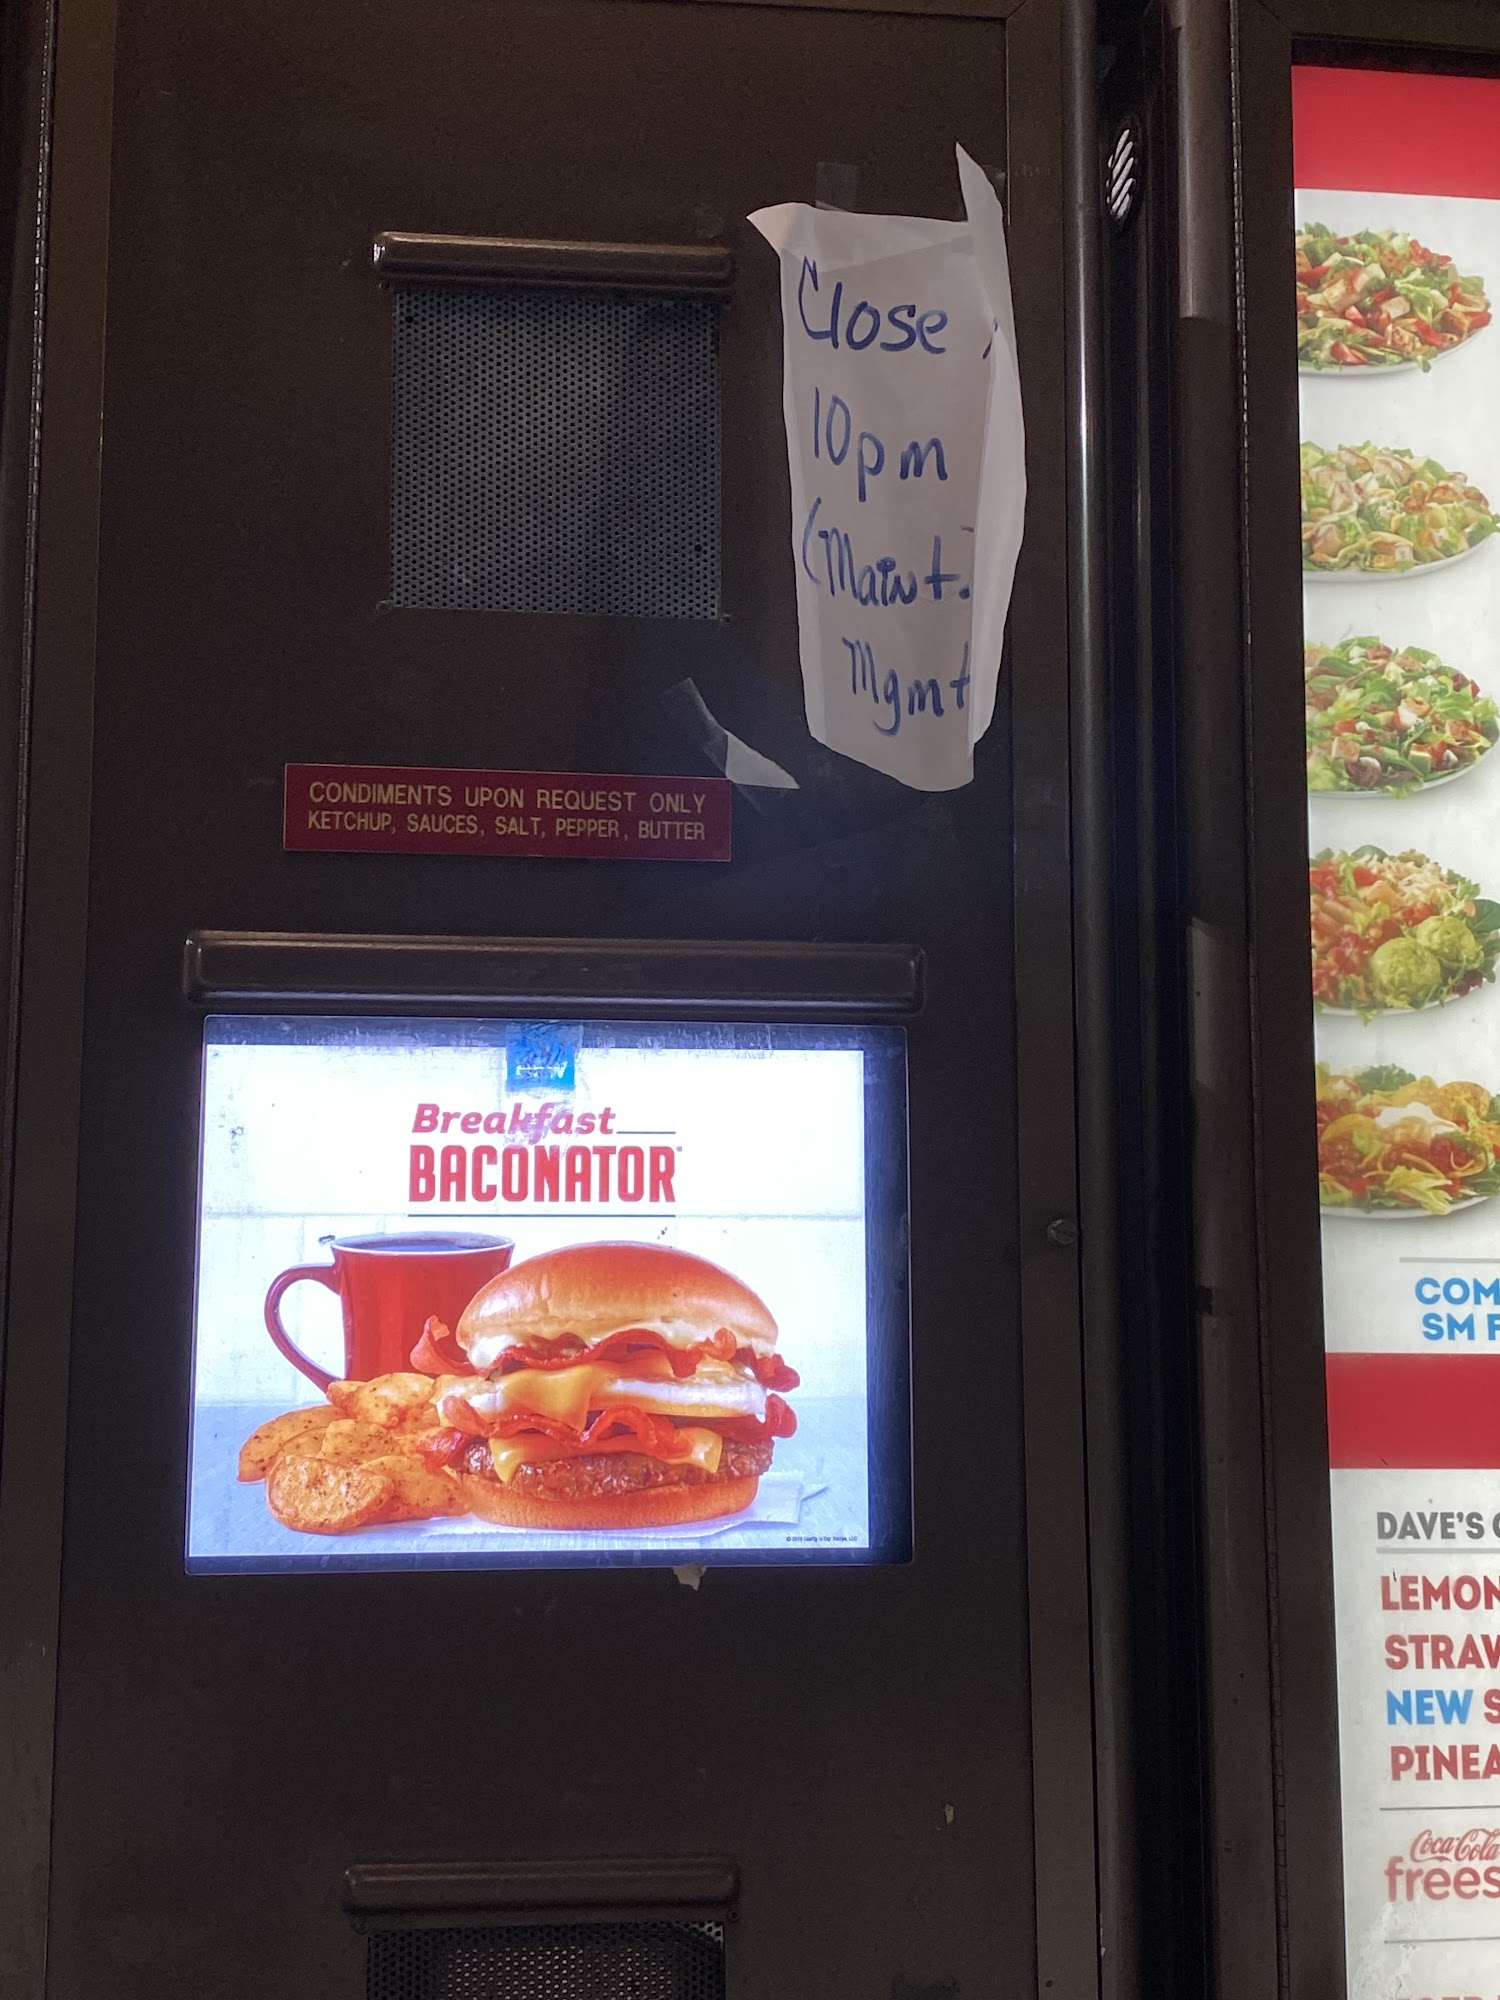 Close
10pm
(Maint.)
Mgmt
CONDIMENTS UPON REQUEST ONLY
KETCHUP, SAUCES, SALT, PEPPER, BUTTER
Breakfast
BACONATOR
COM
SM F
DAVE'S
LEMON
STRAW
NEW S
PINEA
Coca-Cola
frees